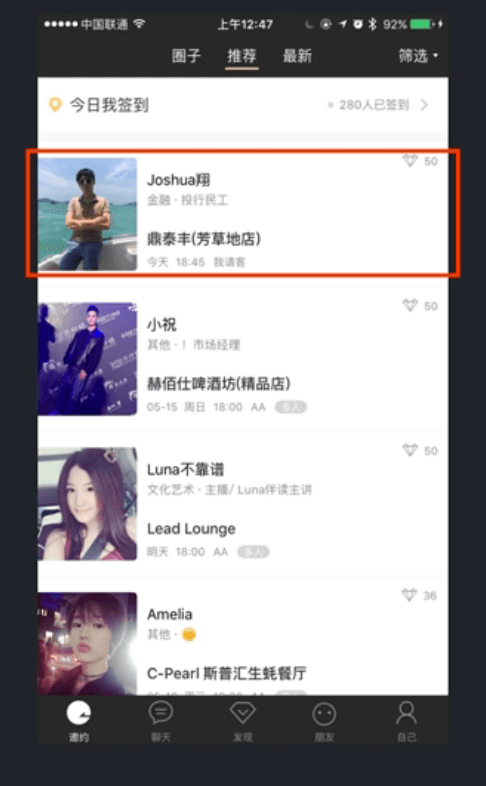 中国联通 上午12:47 92%
圈子 推荐 最新 筛选
今日我签到 280人已签到
50
Joshua翔
金融 · 投行民工
鼎泰丰(芳草地店)
今天 18:45 我请客
50
小祝
其他 · ！市场经理
赫佰仕啤酒坊(精品店)
05-15 周日 18:00 AA 多人
50
Luna不靠谱
文化艺术 · 主播/ Luna伴读主讲
Lead Lounge
明天 18:00 AA 多人
36
Amelia
其他 ·
C-Pearl 斯普汇生蚝餐厅
邀约 聊天 发现 朋友 自己